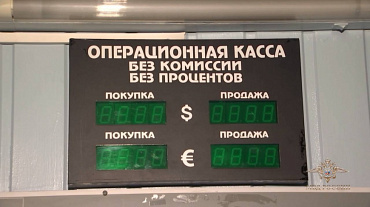 ОПЕРАЦИОННАЯ КАССА
БЕЗ КОМИССИИ
БЕЗ ПРОЦЕНТОВ
ПОКУПКА ПРОДАЖА
$
ПОКУПКА ПРОДАЖА
€